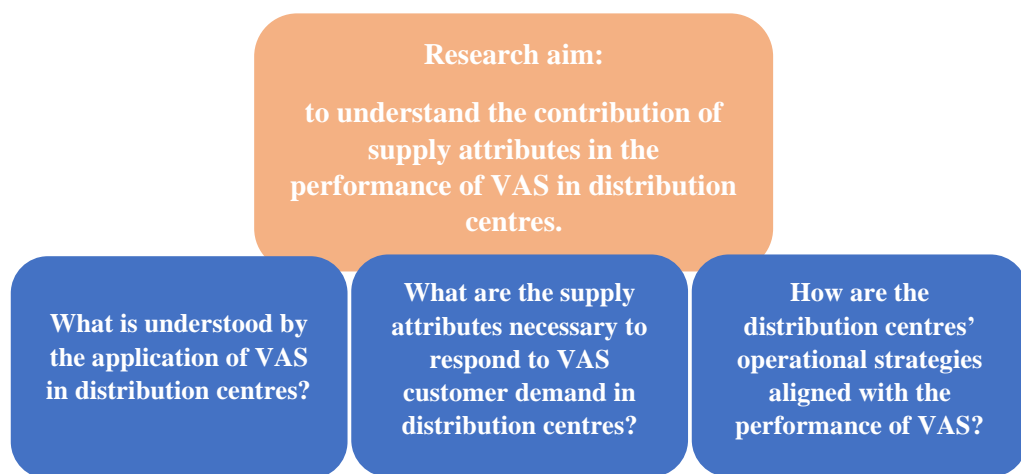 Research aim:
to understand the contribution of
supply attributes in the
performance of VAS in distribution
centres.
What is understood by
the application of VAS
in distribution centres?
What are the supply
attributes necessary to
respond to VAS
customer demand in
distribution centres?
How are the
distribution centres’
operational strategies
aligned with the
performance of VAS?